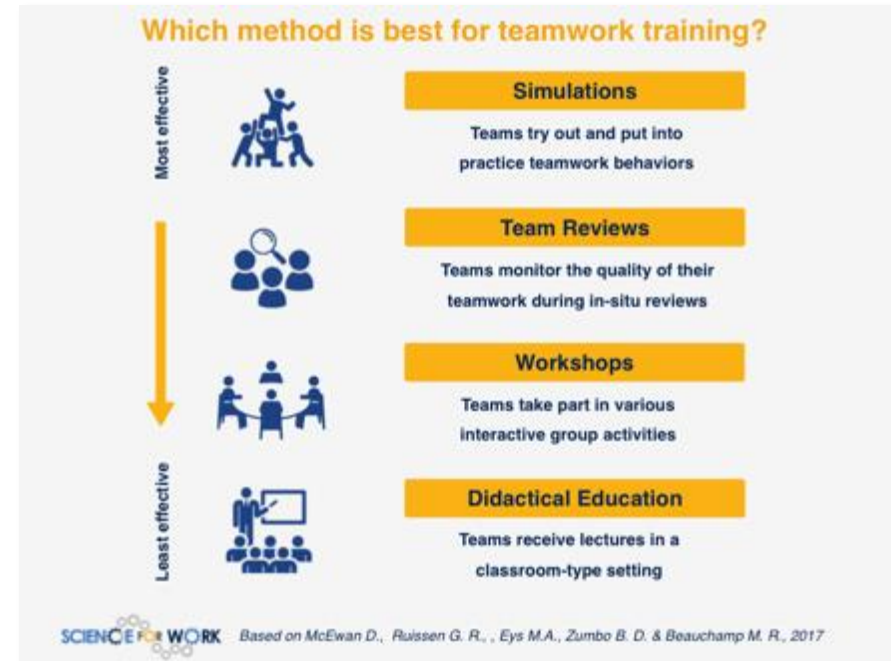 Which method is best for teamwork training?
Most effective
Simulations
Teams try out and put into
practice teamwork behaviors
Team Reviews
Teams monitor the quality of their
teamwork during in-situ reviews
Workshops
Teams take part in various
interactive group activities
Least effective
Didactical Education
Teams receive lectures in a
classroom-type setting
SCIENCE FOR WORK Based on McEwan D., Ruissen G. R., , Eys M.A., Zumbo B. D. & Beauchamp M. R., 2017